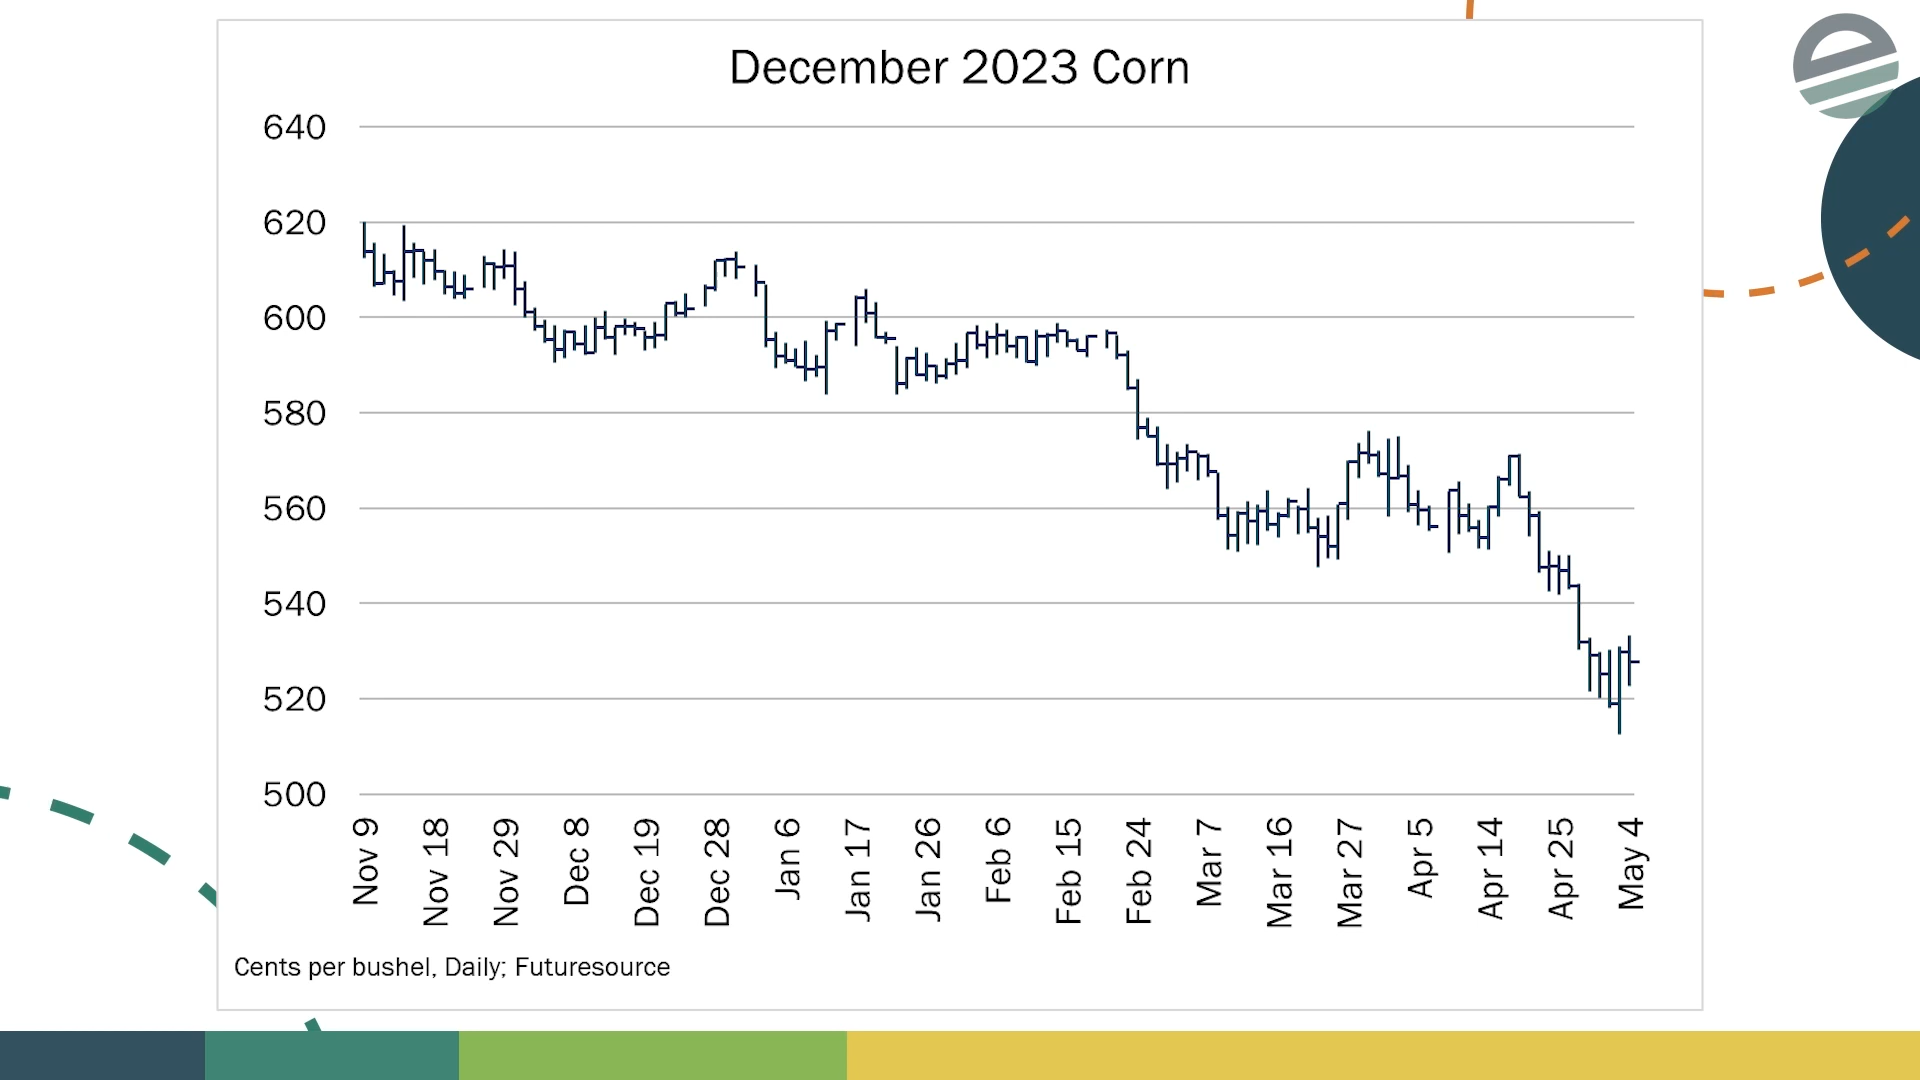 December 2023 Corn
640
620
600
580
560
540
520
500
Nov 9
Nov 18
Nov 29
Dec 8
Dec 19
Dec 28
Jan 6
Jan 17
Jan 26
Feb 6
Feb 15
Feb 24
Mar 7
Mar 16
Mar 27
Apr 5
Apr 14
Apr 25
May 4
Cents per bushel, Daily; Futuresource